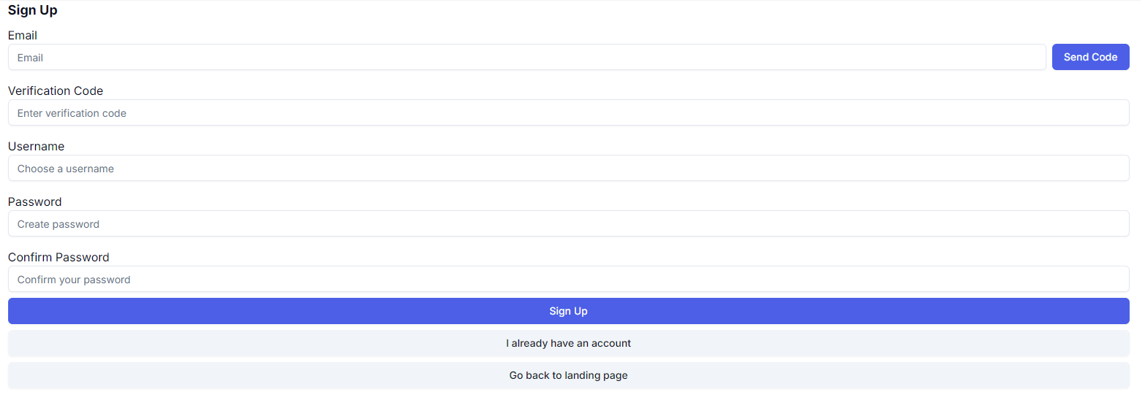 Sign Up
Email
Email
Send Code
Verification Code
Enter verification code
Username
Choose a username
Password
Create password
Confirm Password
Confirm your password
Sign Up
I already have an account
Go back to landing page